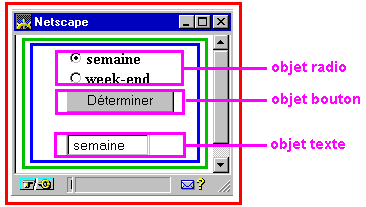 Netscape
semaine
week-end
objet radio
Déterminer
objet bouton
semaine
objet texte